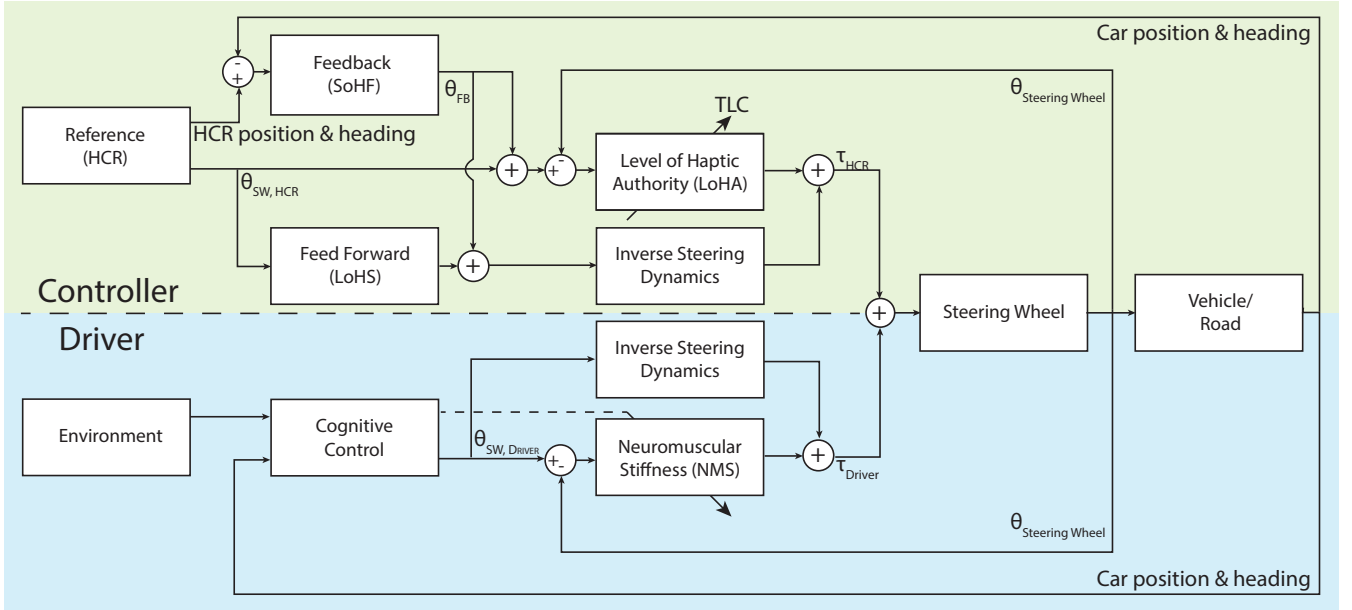 Car position & heading
-
+
Feedback
(SoHF)
θFB
θSteering Wheel
TLC
Reference
(HCR)
HCR position & heading
+
+
-
Level of Haptic
Authority (LoHA)
+
τHCR
θSW, HCR
Feed Forward
(LoHS)
+
Inverse Steering
Dynamics
Controller
+
Steering Wheel
Vehicle/
Road
Driver
Inverse Steering
Dynamics
Environment
Cognitive
Control
θSW, Driver
+
-
Neuromuscular
Stiffness (NMS)
+
τDriver
θSteering Wheel
Car position & heading